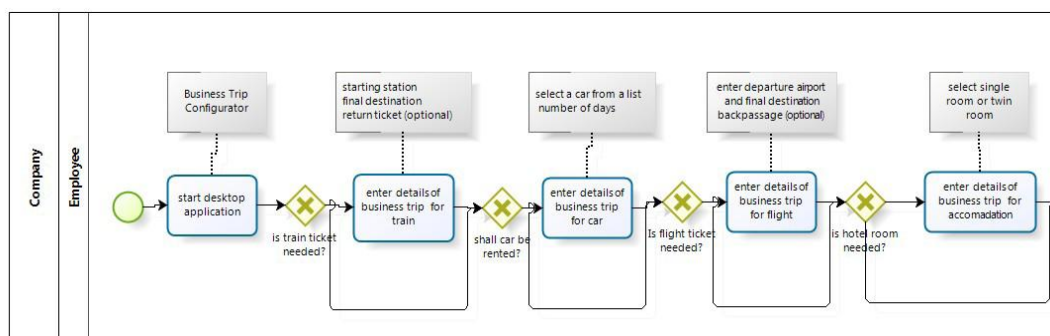 Company
Employee
Business Trip
Configurator
starting station
final destination
return ticket (optional)
select a car from a list
number of days
enter departure airport
and final destination
backpassage (optional)
select single
room or twin
room
start desktop
application
is train ticket
needed?
enter details of
business trip for
train
shall car be
rented?
enter details of
business trip
for car
Is flight ticket
needed?
enter details of
business trip
for flight
is hotel room
needed?
enter details of
business trip for
accomadation